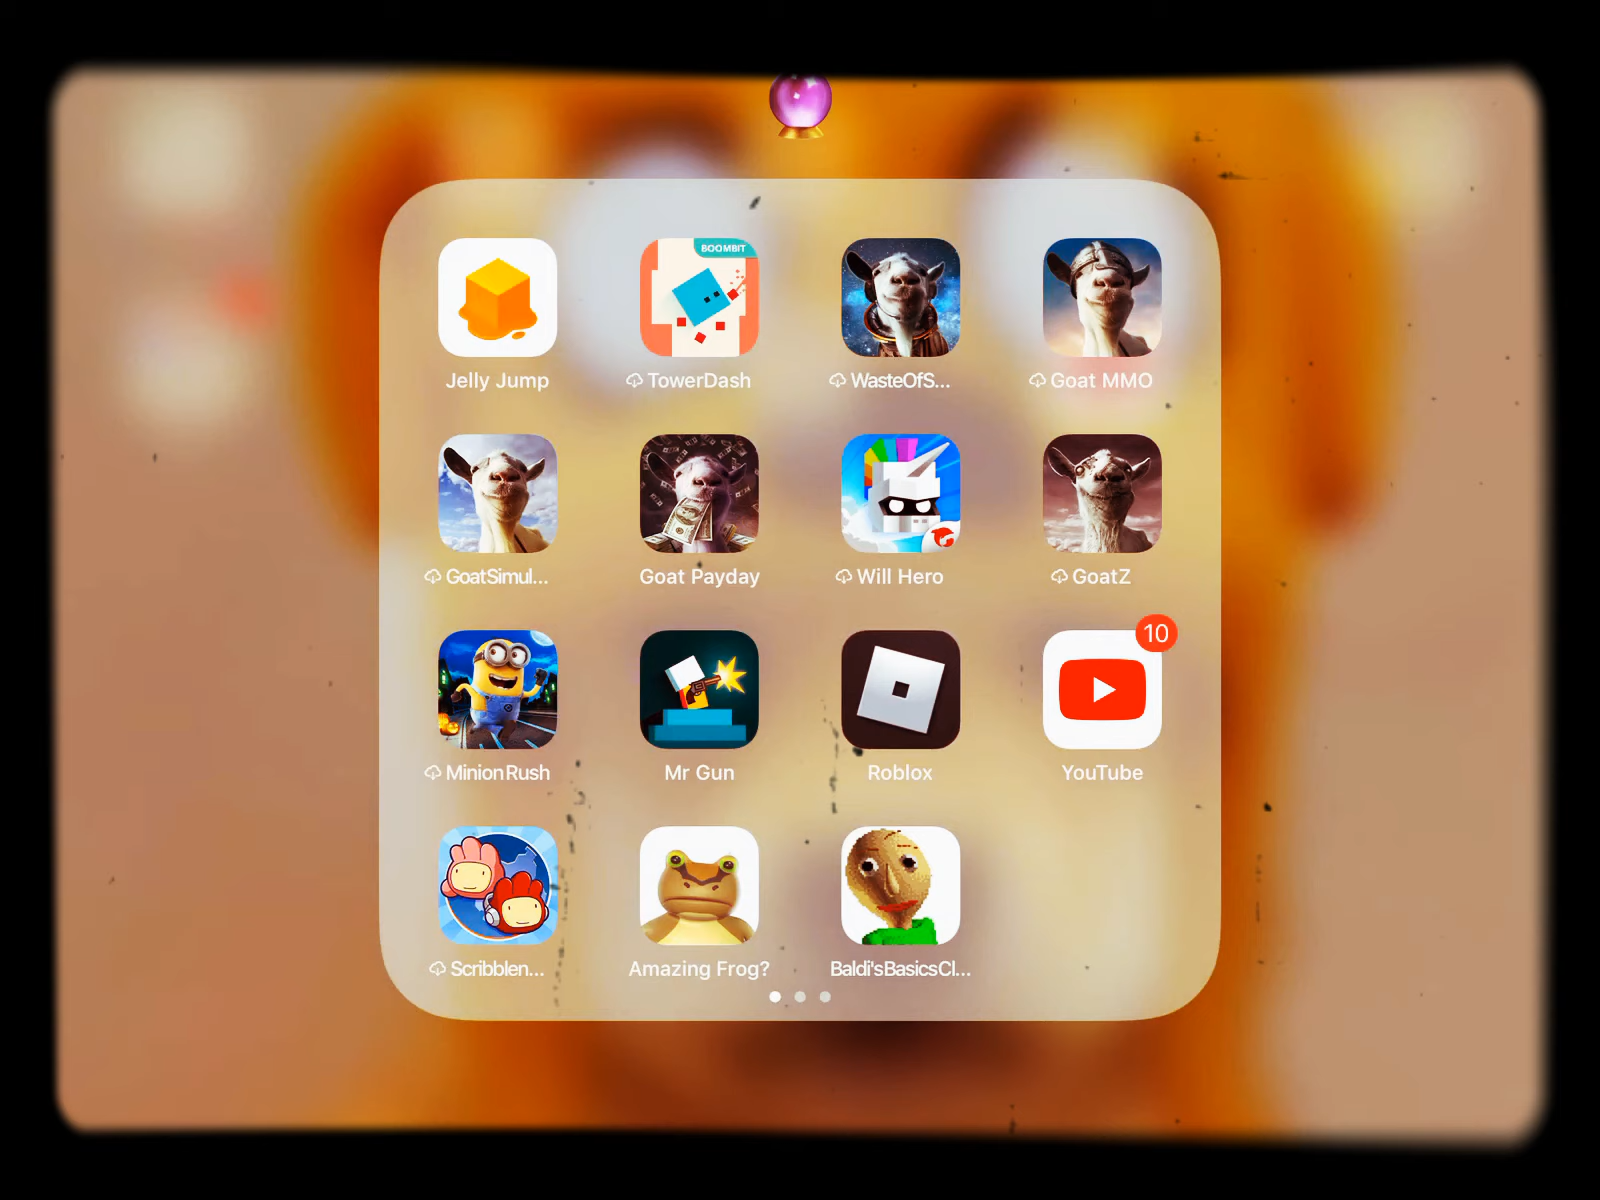 BOOMBIT
Jelly Jump
TowerDash
WasteOfS...
Goat MMO
GoatSimul...
Goat Payday
Will Hero
GoatZ
10
MinionRush
Mr Gun
Roblox
YouTube
Scribblen...
Amazing Frog?
Baldi'sBasicsCl...